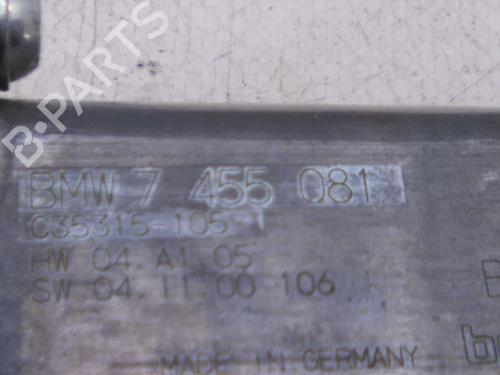 B-PARTS
BMW 7 455 081
C35315-105
HW 04.A1.05
SW 04.11.00 106
MADE IN GERMANY